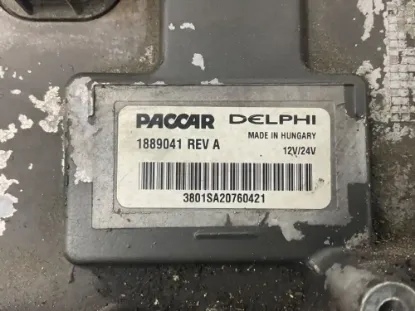 PACCAR DELPHI
MADE IN HUNGARY
1889041 REV A
12V/24V
3801SA20760421